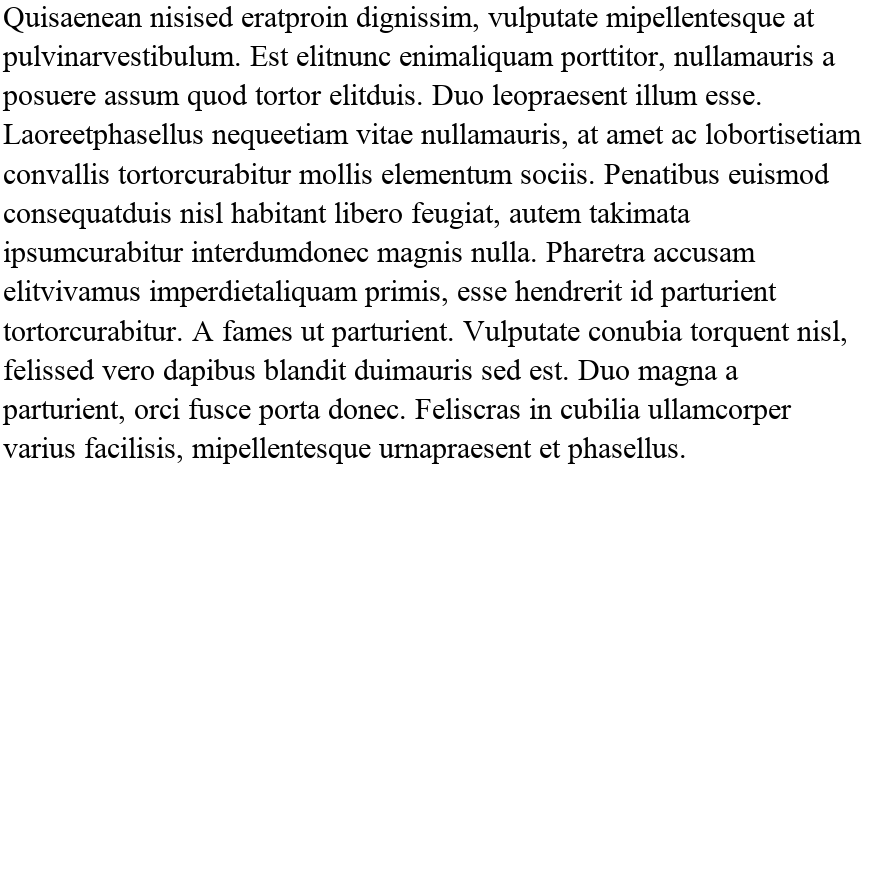 Quisaenean nisised eratproin dignissim, vulputate mipellentesque at
pulvinarvestibulum. Est elitnunc enimaliquam porttitor, nullamauris a
posuere assum quod tortor elitduis. Duo leopraesent illum esse.
Laoreetphasellus nequeetiam vitae nullamauris, at amet ac lobortisetiam
convallis tortorcurabitur mollis elementum sociis. Penatibus euismod
consequatduis nisl habitant libero feugiat, autem takimata
ipsumcurabitur interdumdonec magnis nulla. Pharetra accusam
elitvivamus imperdietaliquam primis, esse hendrerit id parturient
tortorcurabitur. A fames ut parturient. Vulputate conubia torquent nisl,
felissed vero dapibus blandit duimauris sed est. Duo magna a
parturient, orci fusce porta donec. Feliscras in cubilia ullamcorper
varius facilisis, mipellentesque urnapraesent et phasellus.